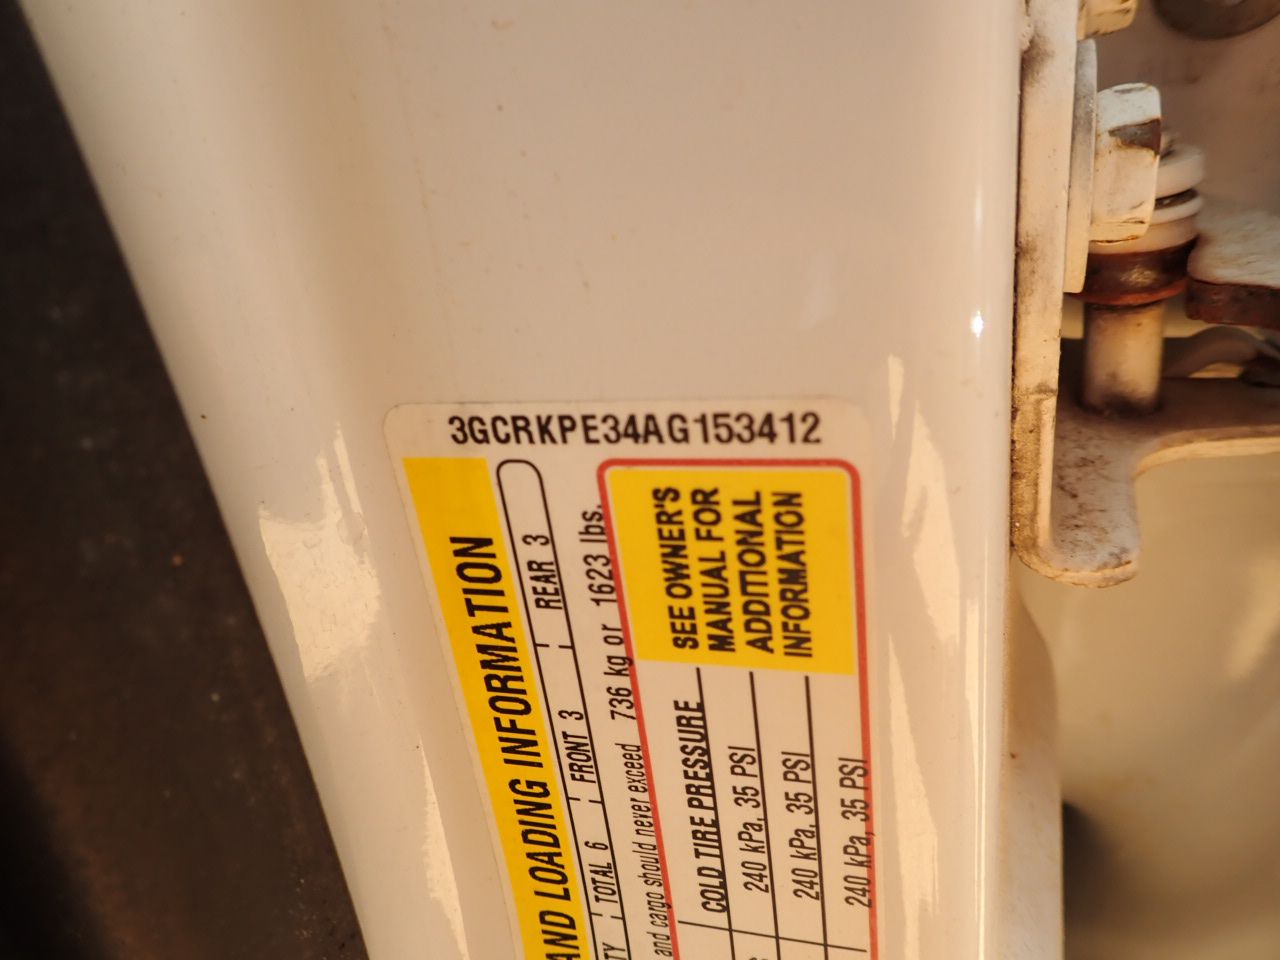 3GCRKPE34AG153412
AND LOADING INFORMATION
TY TOTAL 6 FRONT 3 REAR 3
and cargo should never exceed 736 kg or 1623 lbs.
COLD TIRE PRESSURE
240 kPa, 35 PSI
240 kPa, 35 PSI
240 kPa, 35 PSI
SEE OWNER'S
MANUAL FOR
ADDITIONAL
INFORMATION